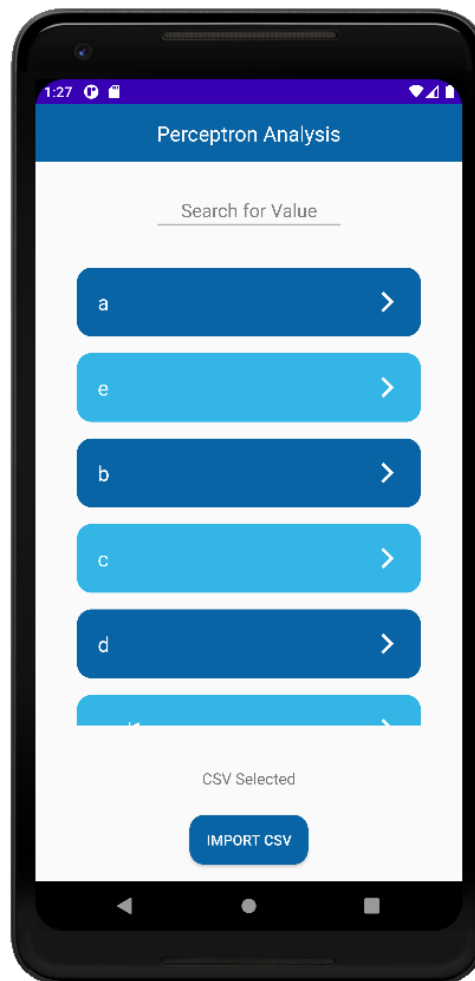 1:27
Perceptron Analysis
Search for Value
a
e
b
c
d
CSV Selected
IMPORT CSV